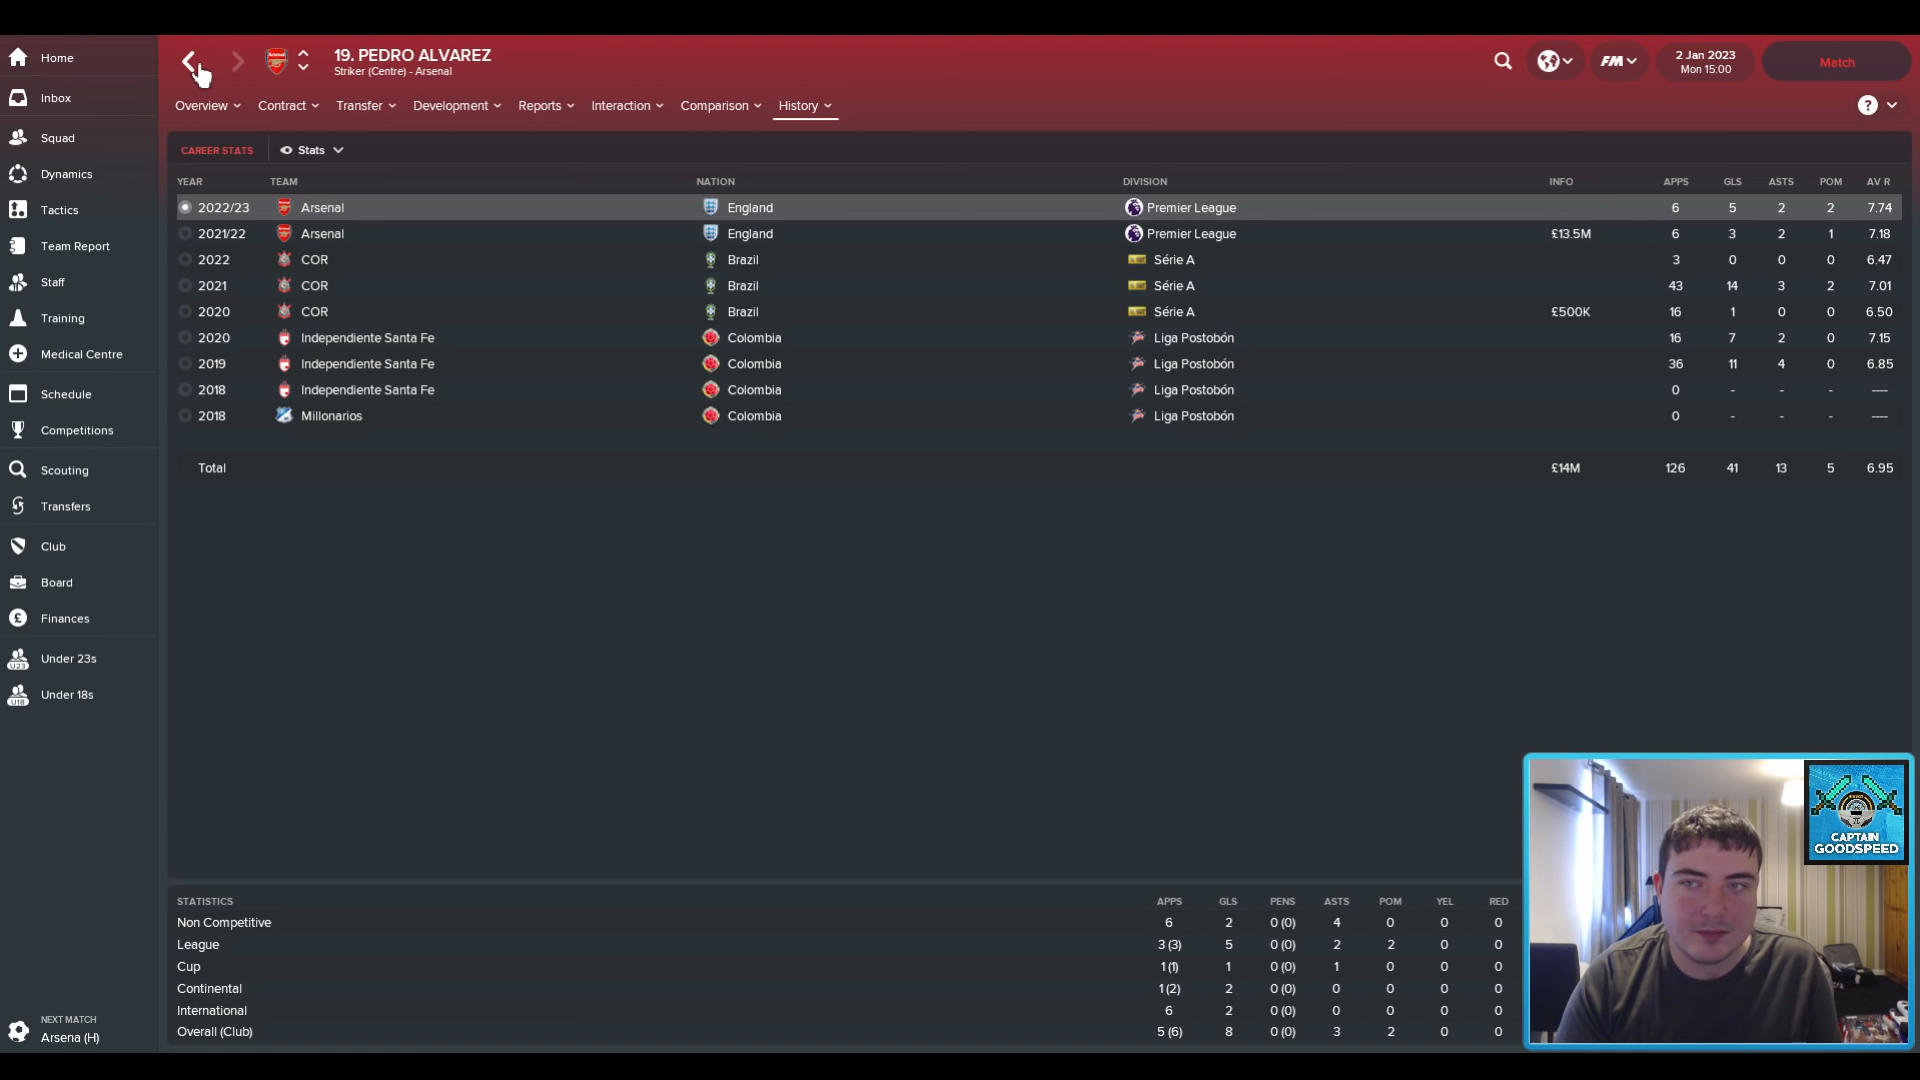 Home
Inbox
Squad
Dynamics
Tactics
Team Report
Staff
Training
Medical Centre
Schedule
Competitions
Scouting
Transfers
Club
Board
Finances
U23 Under 23s
U18 Under 18s
NEXT MATCH
Arsena (H)
19. PEDRO ALVAREZ
Striker (Centre) - Arsenal
FM
2 Jan 2023
Mon 15:00
Match
Overview Contract Transfer Development Reports Interaction Comparison History
?
CAREER STATS Stats
YEAR TEAM NATION DIVISION INFO APPS GLS ASTS POM AV R
2022/23 Arsenal England Premier League 6 5 2 2 7.74
2021/22 Arsenal England Premier League £13.5M 6 3 2 1 7.18
2022 COR Brazil Série A 3 0 0 0 6.47
2021 COR Brazil Série A 43 14 3 2 7.01
2020 COR Brazil Série A £500K 16 1 0 0 6.50
2020 Independiente Santa Fe Colombia Liga Postobón 16 7 2 0 7.15
2019 Independiente Santa Fe Colombia Liga Postobón 36 11 4 0 6.85
2018 Independiente Santa Fe Colombia Liga Postobón 0 - - - ----
2018 Millonarios Colombia Liga Postobón 0 - - - ----
Total £14M 126 41 13 5 6.95
STATISTICS APPS GLS PENS ASTS POM YEL RED
Non Competitive 6 2 0 (0) 4 0 0 0
League 3 (3) 5 0 (0) 2 2 0 0
Cup 1 (1) 1 0 (0) 1 0 0 0
Continental 1 (2) 2 0 (0) 0 0 0 0
International 6 2 0 (0) 0 0 0 0
Overall (Club) 5 (6) 8 0 (0) 3 2 0 0
CAPTAIN
GOODSPEED